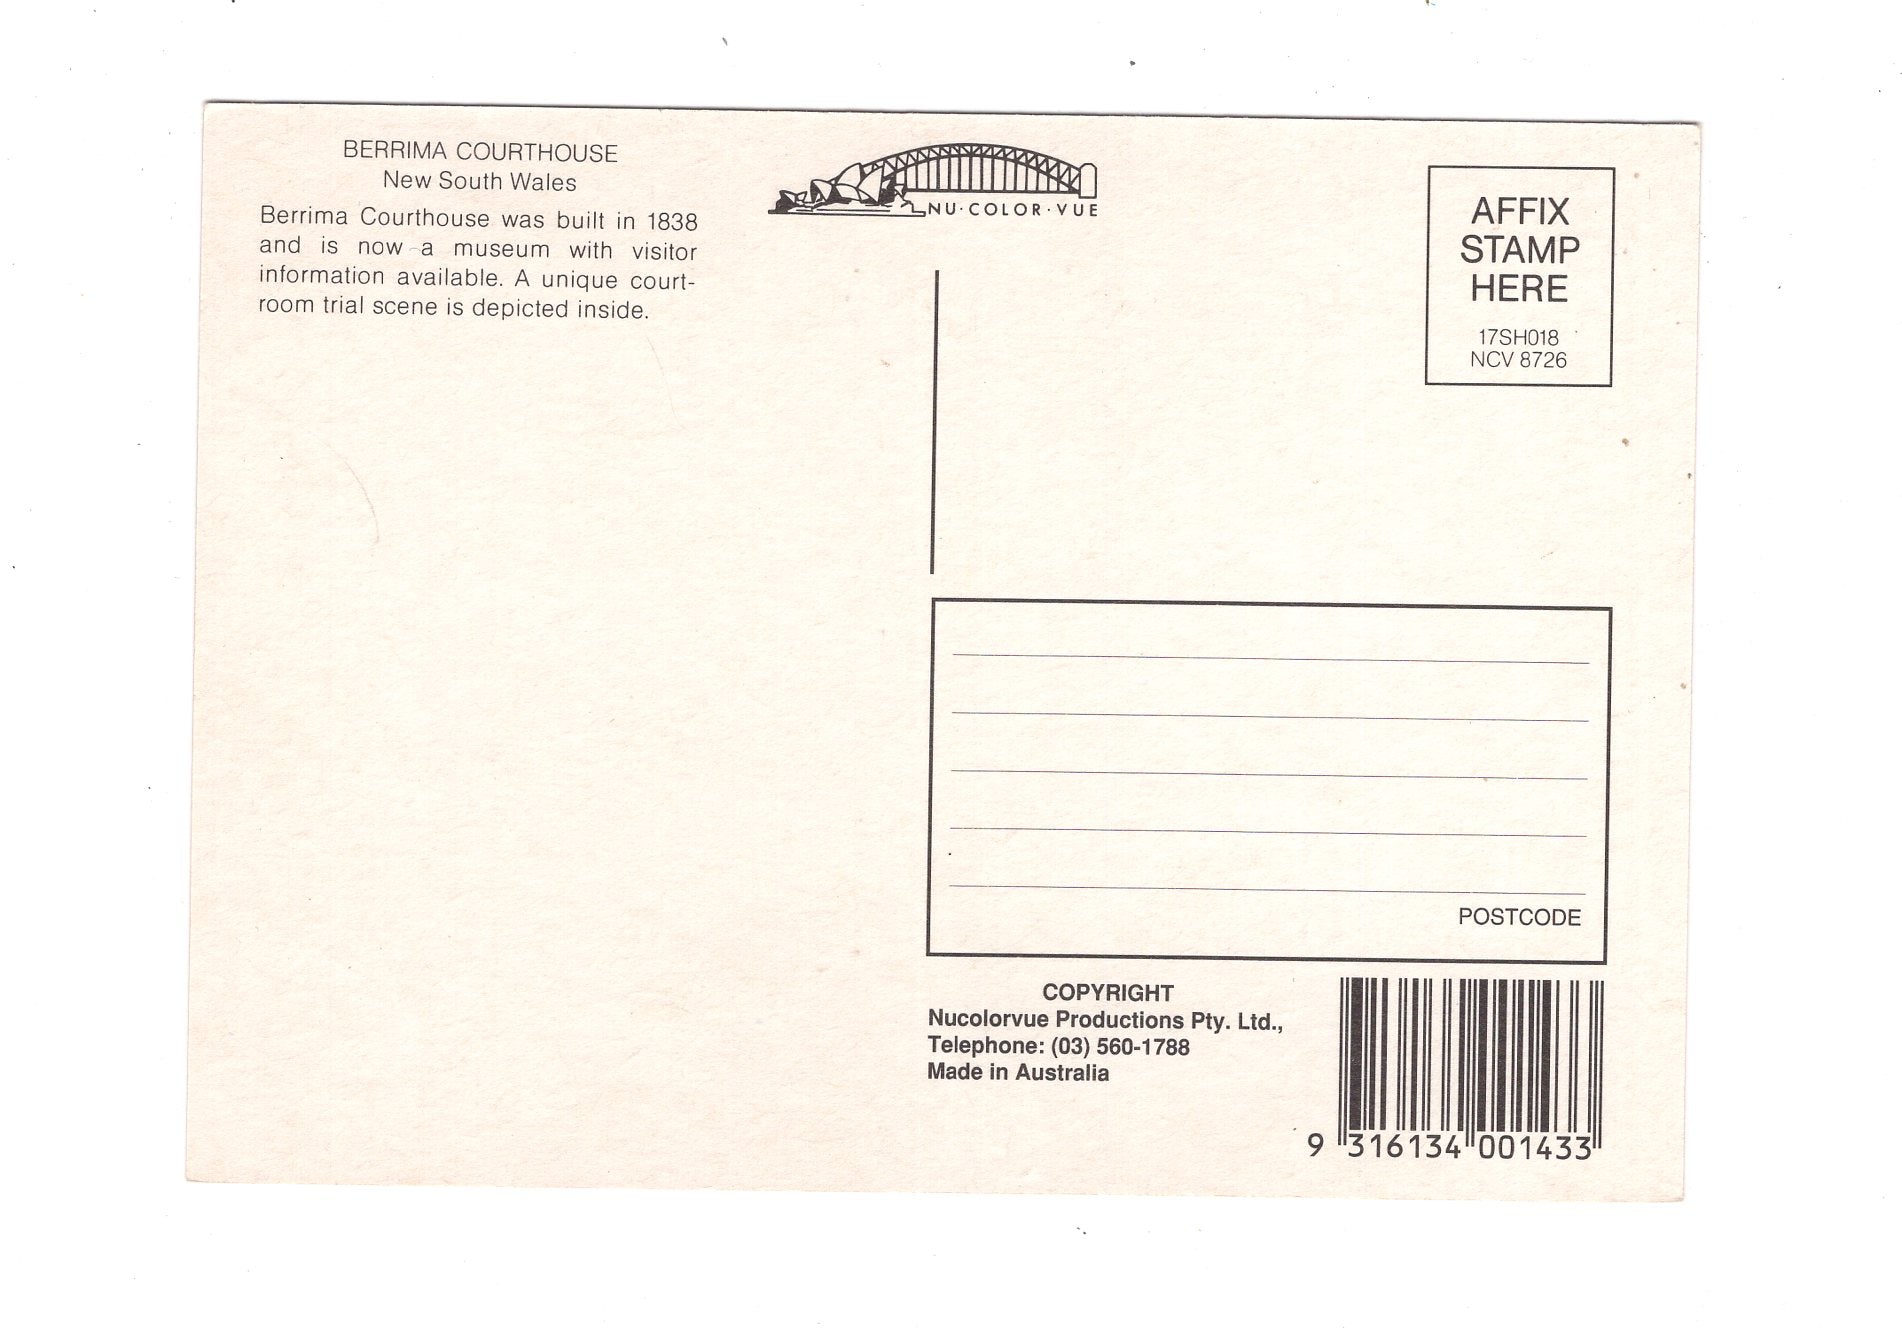 BERRIMA COURTHOUSE
New South Wales
Berrima Courthouse was built in 1838
and is now a museum with visitor
information available. A unique court-
room trial scene is depicted inside.
NU·COLOR·VUE
AFFIX
STAMP
HERE
17SH018
NCV 8726
POSTCODE
COPYRIGHT
Nucolorvue Productions Pty. Ltd.,
Telephone: (03) 560-1788
Made in Australia
9 316134 001433